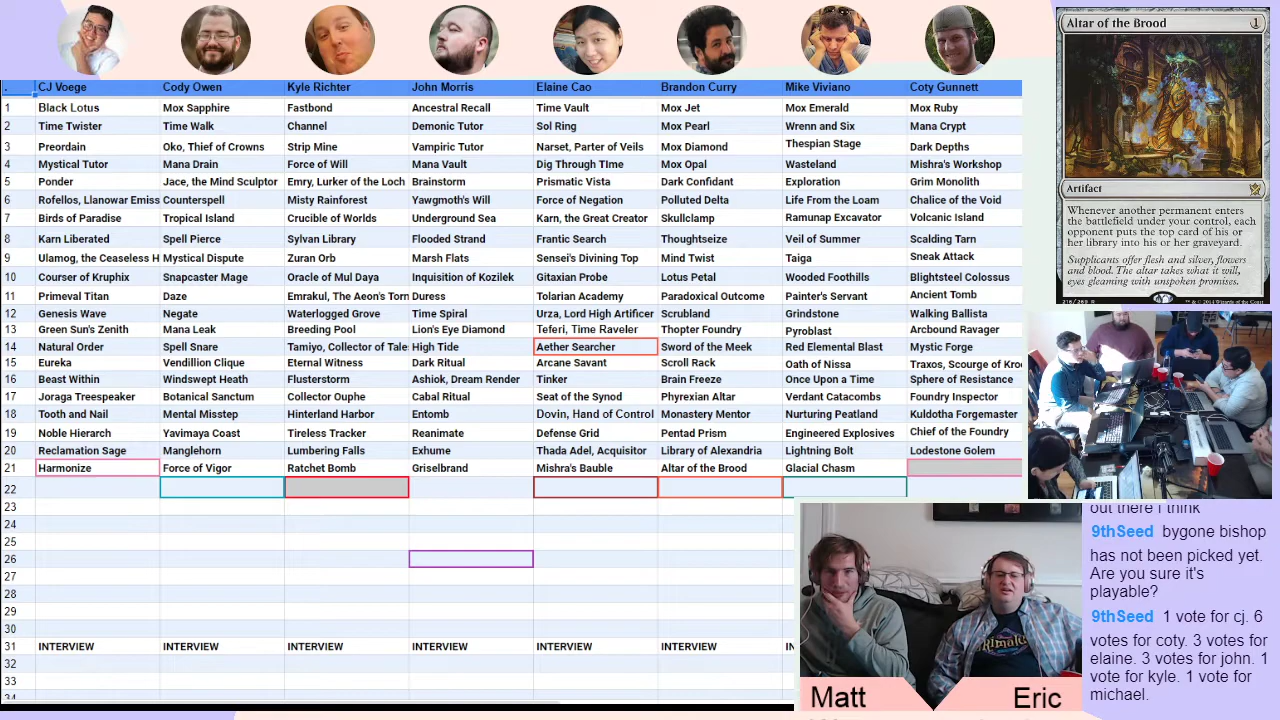 . CJ Voege Cody Owen Kyle Richter John Morris Elaine Cao Brandon Curry Mike Viviano Coty Gunnett
1 Black Lotus Mox Sapphire Fastbond Ancestral Recall Time Vault Mox Jet Mox Emerald Mox Ruby
2 Time Twister Time Walk Channel Demonic Tutor Sol Ring Mox Pearl Wrenn and Six Mana Crypt
3 Preordain Oko, Thief of Crowns Strip Mine Vampiric Tutor Narset, Parter of Veils Mox Diamond Thespian Stage Dark Depths
4 Mystical Tutor Mana Drain Force of Will Mana Vault Dig Through TIme Mox Opal Wasteland Mishra's Workshop
5 Ponder Jace, the Mind Sculptor Emry, Lurker of the Loch Brainstorm Prismatic Vista Dark Confidant Exploration Grim Monolith
6 Rofellos, Llanowar Emiss Counterspell Misty Rainforest Yawgmoth's Will Force of Negation Polluted Delta Life From the Loam Chalice of the Void
7 Birds of Paradise Tropical Island Crucible of Worlds Underground Sea Karn, the Great Creator Skullclamp Ramunap Excavator Volcanic Island
8 Karn Liberated Spell Pierce Sylvan Library Flooded Strand Frantic Search Thoughtseize Veil of Summer Scalding Tarn
9 Ulamog, the Ceaseless H Mystical Dispute Zuran Orb Marsh Flats Sensei's Divining Top Mind Twist Taiga Sneak Attack
10 Courser of Kruphix Snapcaster Mage Oracle of Mul Daya Inquisition of Kozilek Gitaxian Probe Lotus Petal Wooded Foothills Blightsteel Colossus
11 Primeval Titan Daze Emrakul, The Aeon's Torn Duress Tolarian Academy Paradoxical Outcome Painter's Servant Ancient Tomb
12 Genesis Wave Negate Waterlogged Grove Time Spiral Urza, Lord High Artificer Scrubland Grindstone Walking Ballista
13 Green Sun's Zenith Mana Leak Breeding Pool Lion's Eye Diamond Teferi, Time Raveler Thopter Foundry Pyroblast Arcbound Ravager
14 Natural Order Spell Snare Tamiyo, Collector of Tale High Tide Aether Searcher Sword of the Meek Red Elemental Blast Mystic Forge
15 Eureka Vendillion Clique Eternal Witness Dark Ritual Arcane Savant Scroll Rack Oath of Nissa Traxos, Scourge of Kroo
16 Beast Within Windswept Heath Flusterstorm Ashiok, Dream Render Tinker Brain Freeze Once Upon a Time Sphere of Resistance
17 Joraga Treespeaker Botanical Sanctum Collector Ouphe Cabal Ritual Seat of the Synod Phyrexian Altar Verdant Catacombs Foundry Inspector
18 Tooth and Nail Mental Misstep Hinterland Harbor Entomb Dovin, Hand of Control Monastery Mentor Nurturing Peatland Kuldotha Forgemaster
19 Noble Hierarch Yavimaya Coast Tireless Tracker Reanimate Defense Grid Pentad Prism Engineered Explosives Chief of the Foundry
20 Reclamation Sage Manglehorn Lumbering Falls Exhume Thada Adel, Acquisitor Library of Alexandria Lightning Bolt Lodestone Golem
21 Harmonize Force of Vigor Ratchet Bomb Griselbrand Mishra's Bauble Altar of the Brood Glacial Chasm
22
23
24
25
26
27
28
29
30
31 INTERVIEW INTERVIEW INTERVIEW INTERVIEW INTERVIEW INTERVIEW IN
32
33
34
Altar of the Brood 1
Artifact
Whenever another permanent enters
the battlefield under your control, each
opponent puts the top card of his or
her library into his or her graveyard.
Supplicants offer flesh and silver, flowers
and blood. The altar takes what it will,
eyes gleaming with unspoken promises.
out there i think
9thSeed bygone bishop
has not been picked yet.
Are you sure it's
playable?
9thSeed 1 vote for cj. 6
votes for coty. 3 votes for
elaine. 3 votes for john. 1
vote for kyle. 1 vote for
michael.
Matt Eric